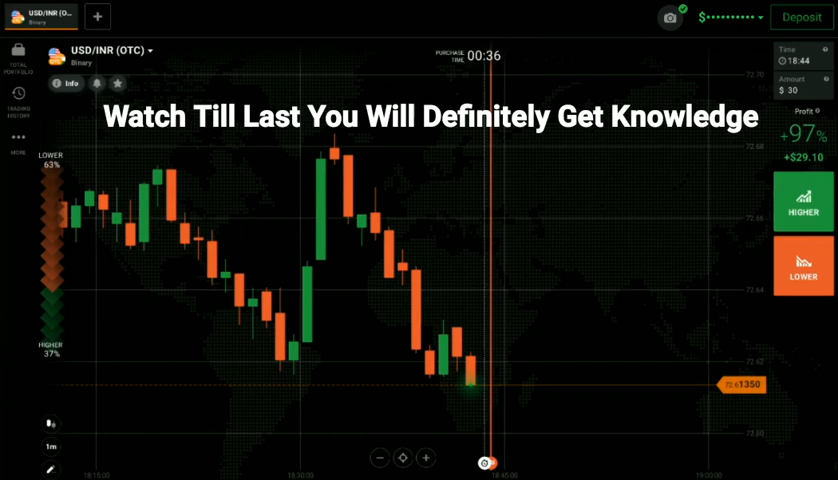 USD/INR (OTC)
Binary
+
$•••••••••••
Deposit
TOTAL
PORTFOLIO
TRADING
HISTORY
MORE
USD/INR (OTC)
Binary
Info
PURCHASE
TIME
00:36
Time
18:44
Amount
$ 30
Profit
+97%
+$29.10
HIGHER
LOWER
Watch Till Last You Will Definitely Get Knowledge
LOWER
63%
HIGHER
37%
72.70
72.68
72.66
72.64
72.62
72.61350
72.60
1m
18:15:00
18:30:00
18:45:00
19:00:00